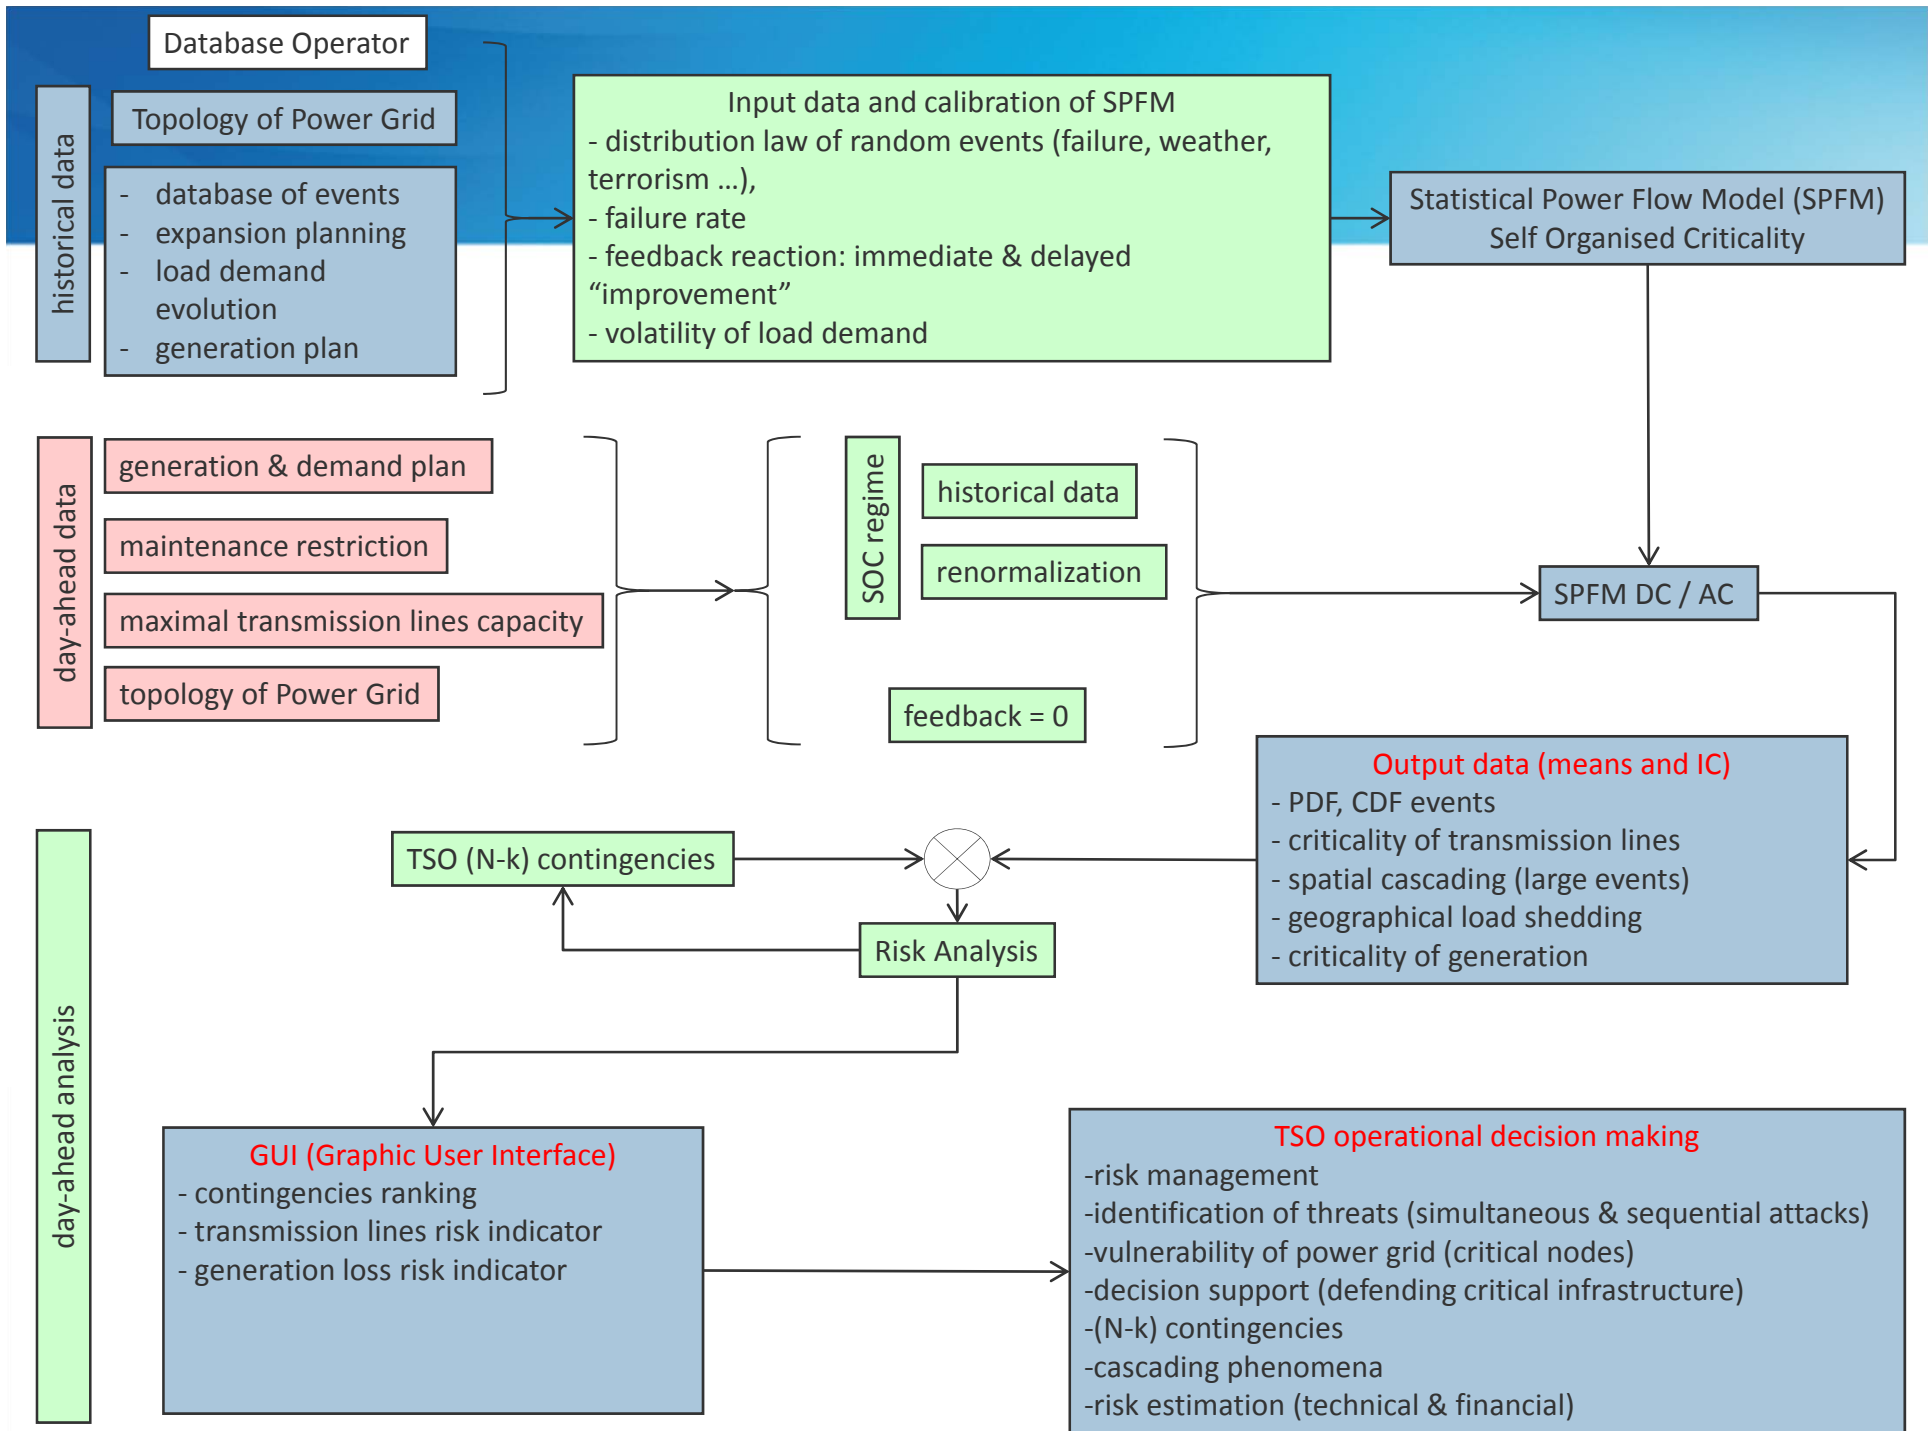 Database Operator
historical data
Topology of Power Grid
- database of events
- expansion planning
- load demand
evolution
- generation plan
Input data and calibration of SPFM
- distribution law of random events (failure, weather,
terrorism ...),
- failure rate
- feedback reaction: immediate & delayed
“improvement”
- volatility of load demand
Statistical Power Flow Model (SPFM)
Self Organised Criticality
day-ahead data
generation & demand plan
maintenance restriction
maximal transmission lines capacity
topology of Power Grid
SOC regime
historical data
renormalization
feedback = 0
SPFM DC / AC
Output data (means and IC)
- PDF, CDF events
- criticality of transmission lines
- spatial cascading (large events)
- geographical load shedding
- criticality of generation
day-ahead analysis
TSO (N-k) contingencies
Risk Analysis
GUI (Graphic User Interface)
- contingencies ranking
- transmission lines risk indicator
- generation loss risk indicator
TSO operational decision making
-risk management
-identification of threats (simultaneous & sequential attacks)
-vulnerability of power grid (critical nodes)
-decision support (defending critical infrastructure)
-(N-k) contingencies
-cascading phenomena
-risk estimation (technical & financial)